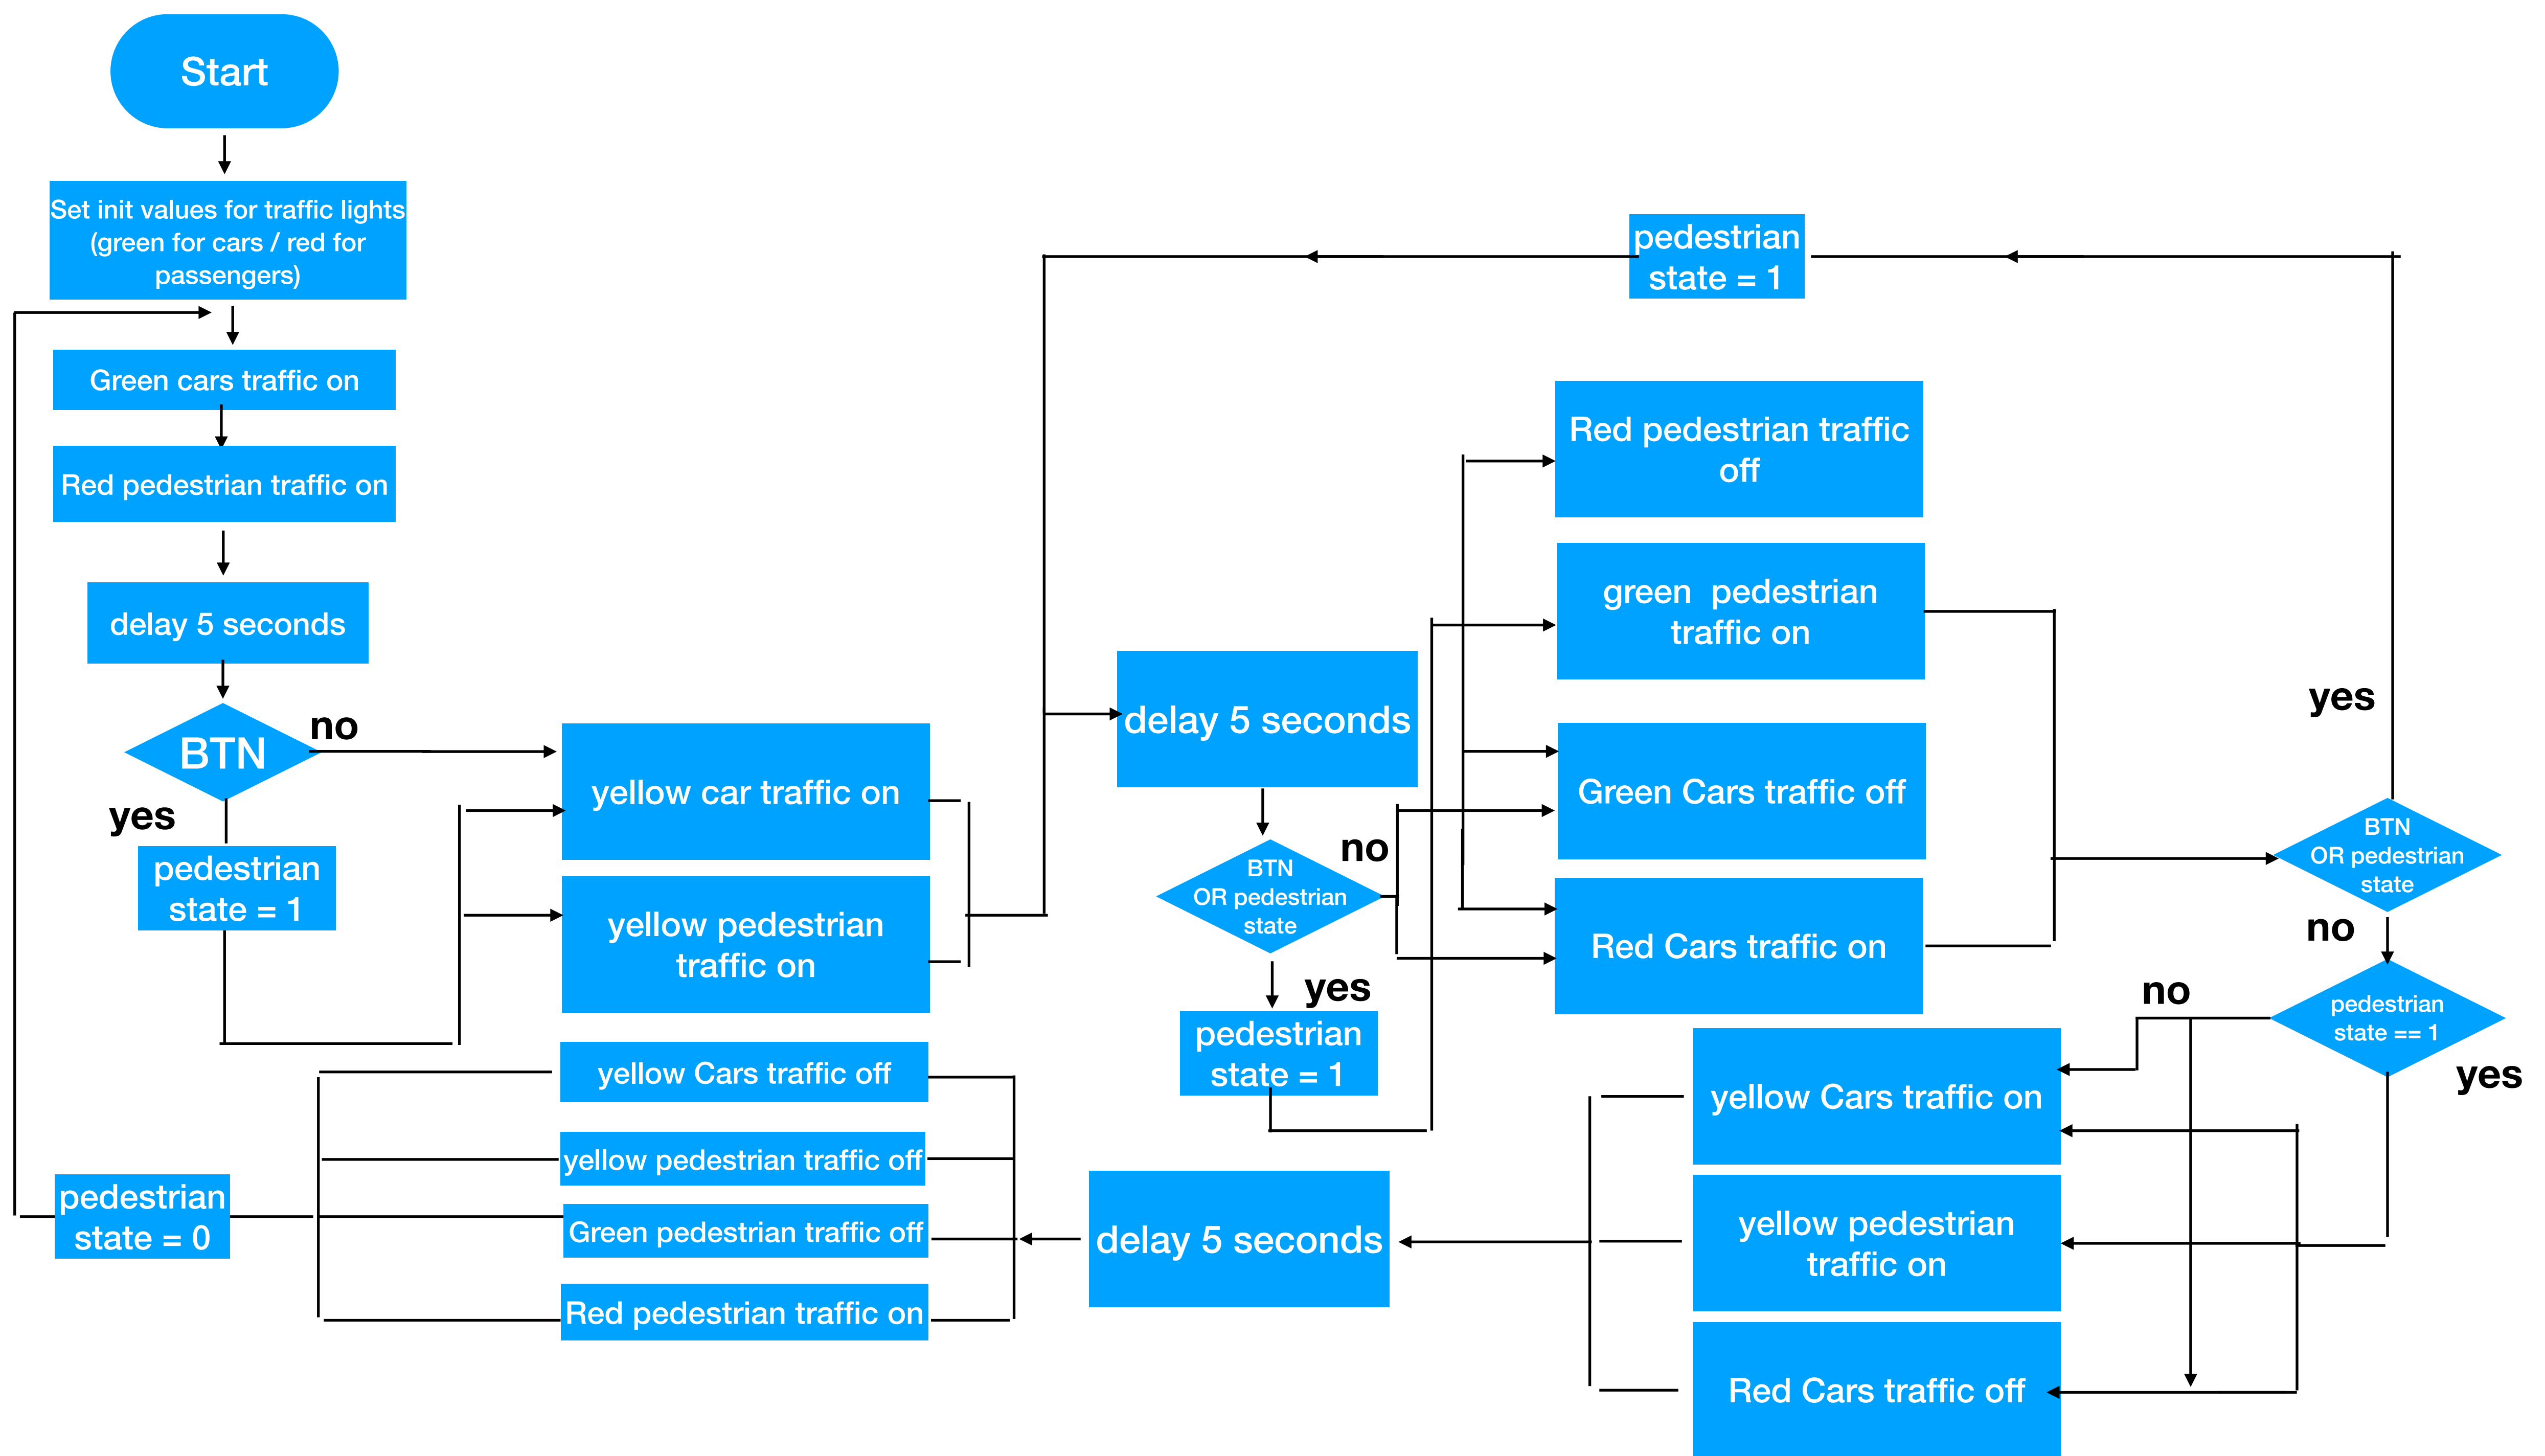 Start
Set init values for traffic lights
(green for cars / red for
passengers)
Green cars traffic on
Red pedestrian traffic on
delay 5 seconds
BTN
no
yes
pedestrian
state = 1
yellow car traffic on
yellow pedestrian
traffic on
delay 5 seconds
BTN
OR pedestrian
state
no
yes
pedestrian
state = 1
Red pedestrian traffic
off
green  pedestrian
traffic on
Green Cars traffic off
Red Cars traffic on
BTN
OR pedestrian
state
yes
pedestrian
state = 1
no
pedestrian
state == 1
no
yes
yellow Cars traffic on
yellow pedestrian
traffic on
Red Cars traffic off
delay 5 seconds
yellow Cars traffic off
yellow pedestrian traffic off
Green pedestrian traffic off
Red pedestrian traffic on
pedestrian
state = 0